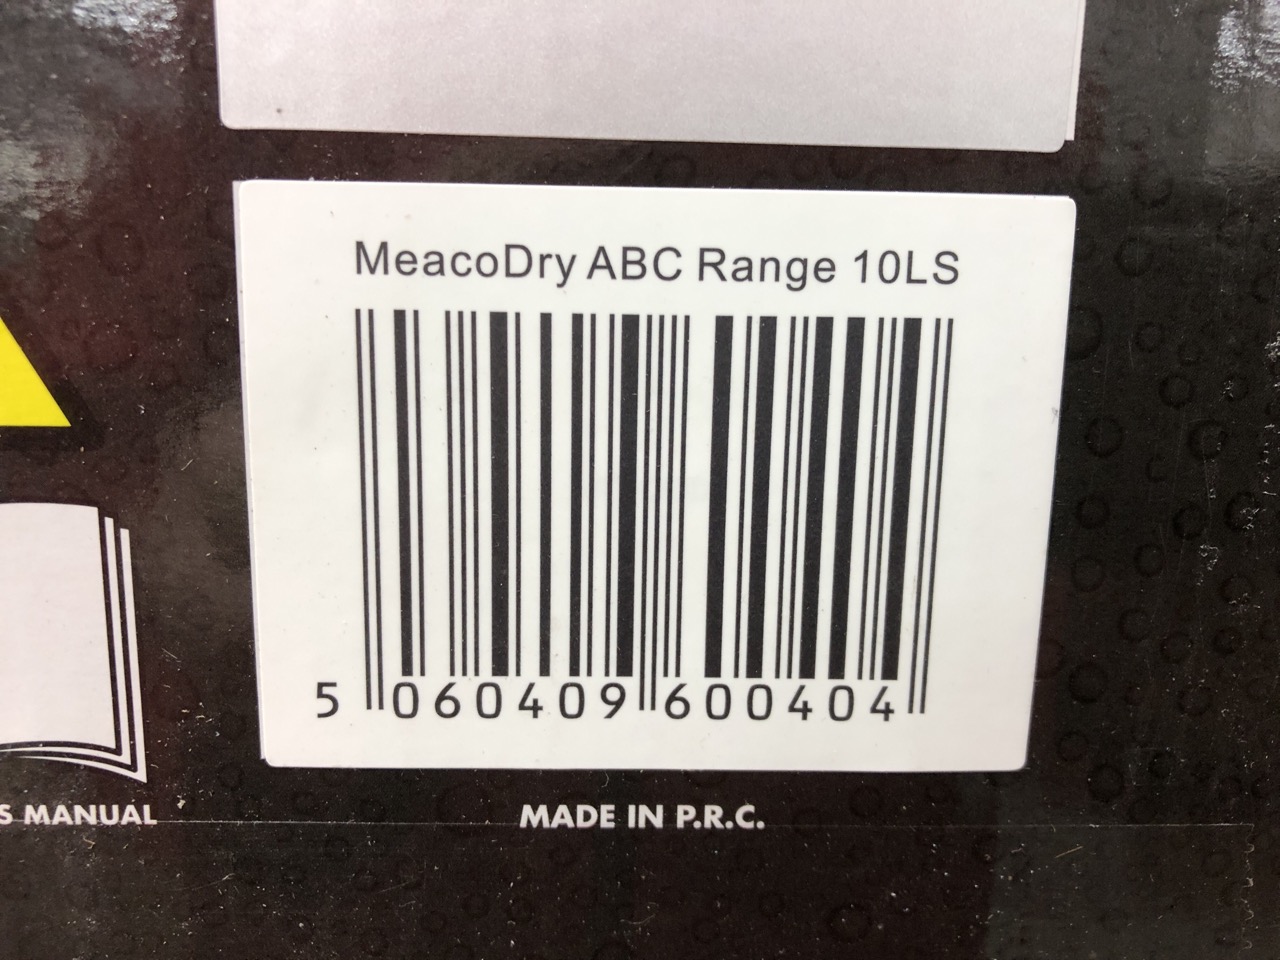 MeacoDry ABC Range 10LS
5 060409 600404
S MANUAL
MADE IN P.R.C.